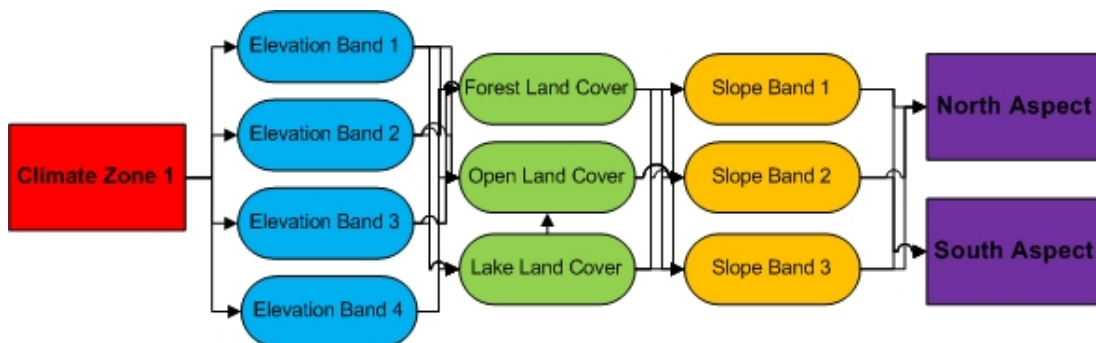 Climate Zone 1
Elevation Band 1
Elevation Band 2
Elevation Band 3
Elevation Band 4
Forest Land Cover
Open Land Cover
Lake Land Cover
Slope Band 1
Slope Band 2
Slope Band 3
North Aspect
South Aspect